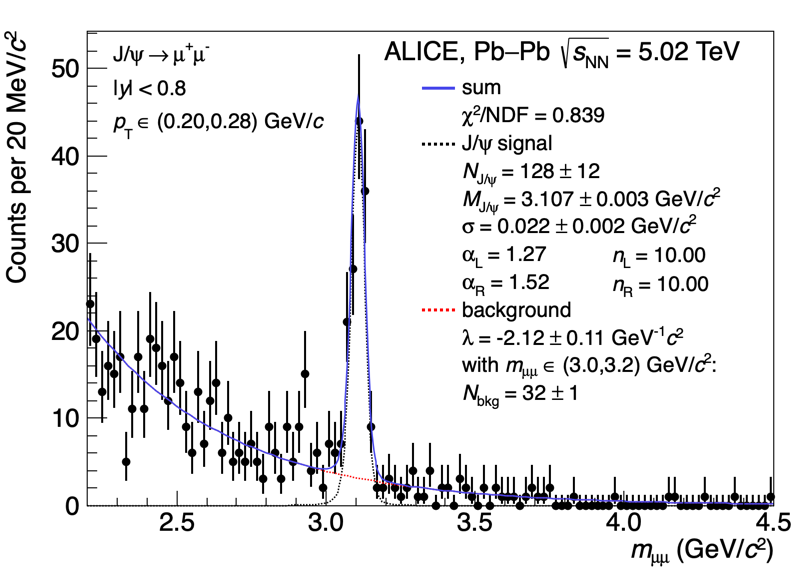 J/ψ → μ⁺μ⁻
|y| < 0.8
p_T ∈ (0.20,0.28) GeV/c
ALICE, Pb–Pb √s_NN = 5.02 TeV
sum
χ²/NDF = 0.839
J/ψ signal
N_J/ψ = 128 ± 12
M_J/ψ = 3.107 ± 0.003 GeV/c²
σ = 0.022 ± 0.002 GeV/c²
α_L = 1.27 n_L = 10.00
α_R = 1.52 n_R = 10.00
background
λ = -2.12 ± 0.11 GeV⁻¹c²
with m_μμ ∈ (3.0,3.2) GeV/c²:
N_bkg = 32 ± 1
Counts per 20 MeV/c²
50
40
30
20
10
0
2.5 3.0 3.5 4.0 4.5
m_μμ (GeV/c²)